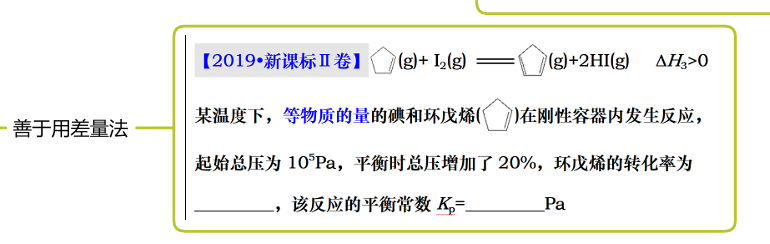 善于用差量法
【2019•新课标Ⅱ卷】(g)+ I₂(g) ══ (g)+2HI(g) ΔH₃>0
某温度下，等物质的量的碘和环戊烯()在刚性容器内发生反应，
起始总压为 10⁵Pa，平衡时总压增加了 20%，环戊烯的转化率为
_________，该反应的平衡常数 Kₚ=_________Pa